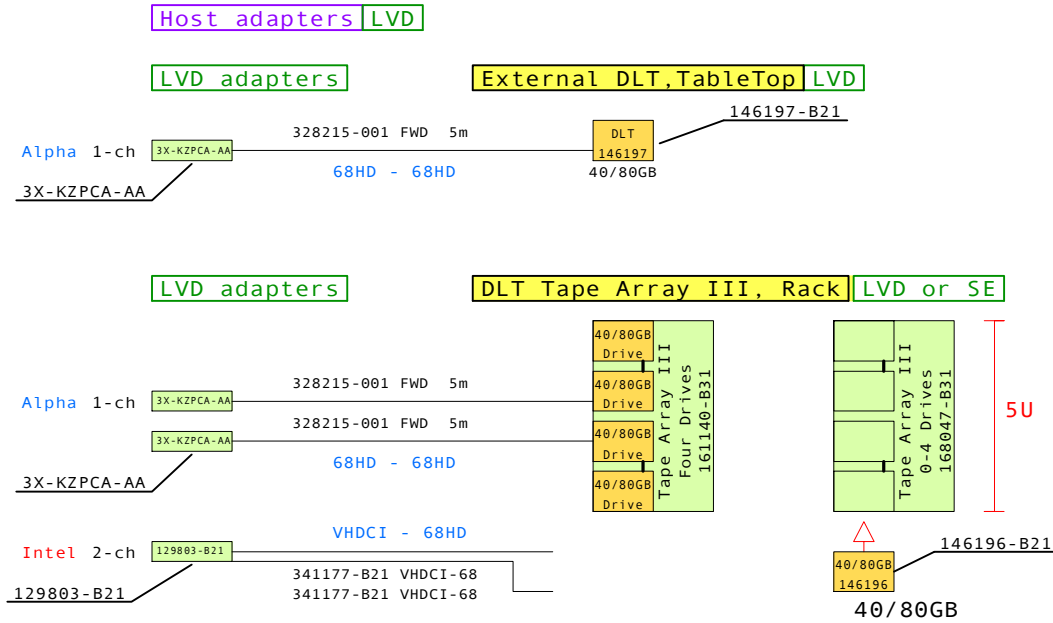 Host adapters LVD
LVD adapters
External DLT,TableTop LVD
146197-B21
328215-001 FWD 5m
DLT
146197
40/80GB
Alpha 1-ch 3X-KZPCA-AA
68HD - 68HD
3X-KZPCA-AA
LVD adapters
DLT Tape Array III, Rack LVD or SE
40/80GB
Drive
40/80GB
Drive
40/80GB
Drive
40/80GB
Drive
Tape Array III
Four Drives
161140-B31
Tape Array III
0-4 Drives
168047-B31
5U
328215-001 FWD 5m
Alpha 1-ch 3X-KZPCA-AA
328215-001 FWD 5m
3X-KZPCA-AA
68HD - 68HD
3X-KZPCA-AA
VHDCI - 68HD
Intel 2-ch 129803-B21
341177-B21 VHDCI-68
341177-B21 VHDCI-68
129803-B21
146196-B21
40/80GB
146196
40/80GB